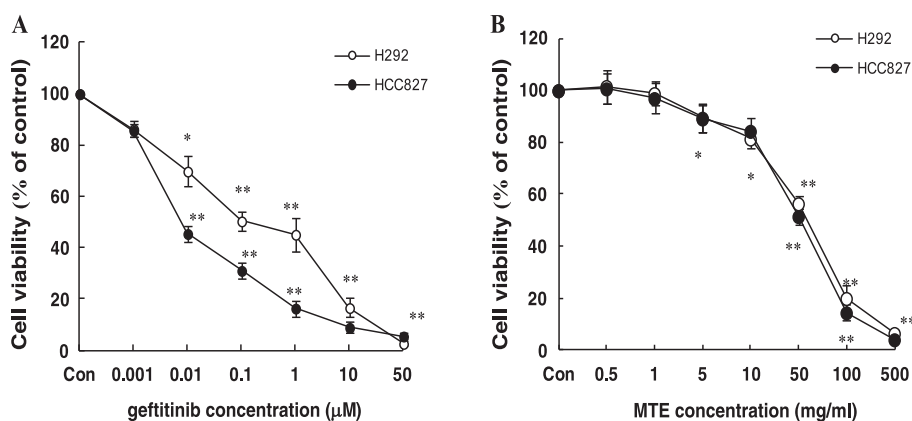 A
Cell viability (% of control)
120
100
80
60
40
20
0
H292
HCC827
*
**
**
**
**
**
**
**
Con 0.001 0.01 0.1 1 10 50
geftitinib concentration (μM)
B
Cell viability (% of control)
120
100
80
60
40
20
0
H292
HCC827
*
*
**
**
**
**
**
Con 0.5 1 5 10 50 100 500
MTE concentration (mg/ml)